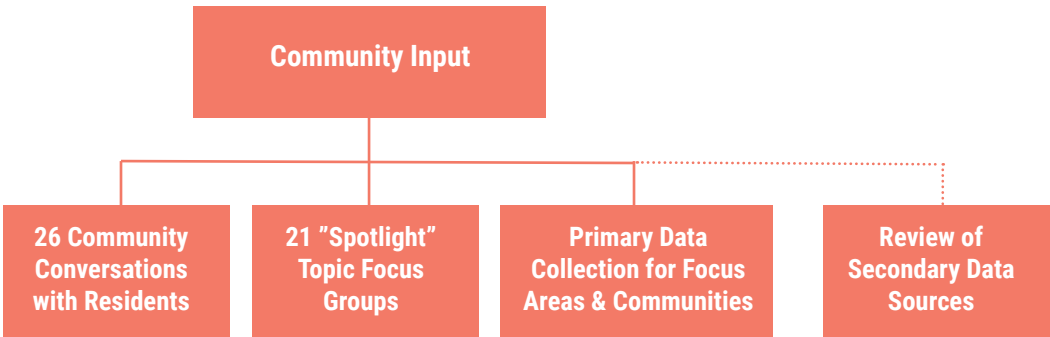 Community Input
26 Community
Conversations
with Residents
21 ”Spotlight”
Topic Focus
Groups
Primary Data
Collection for Focus
Areas & Communities
Review of
Secondary Data
Sources